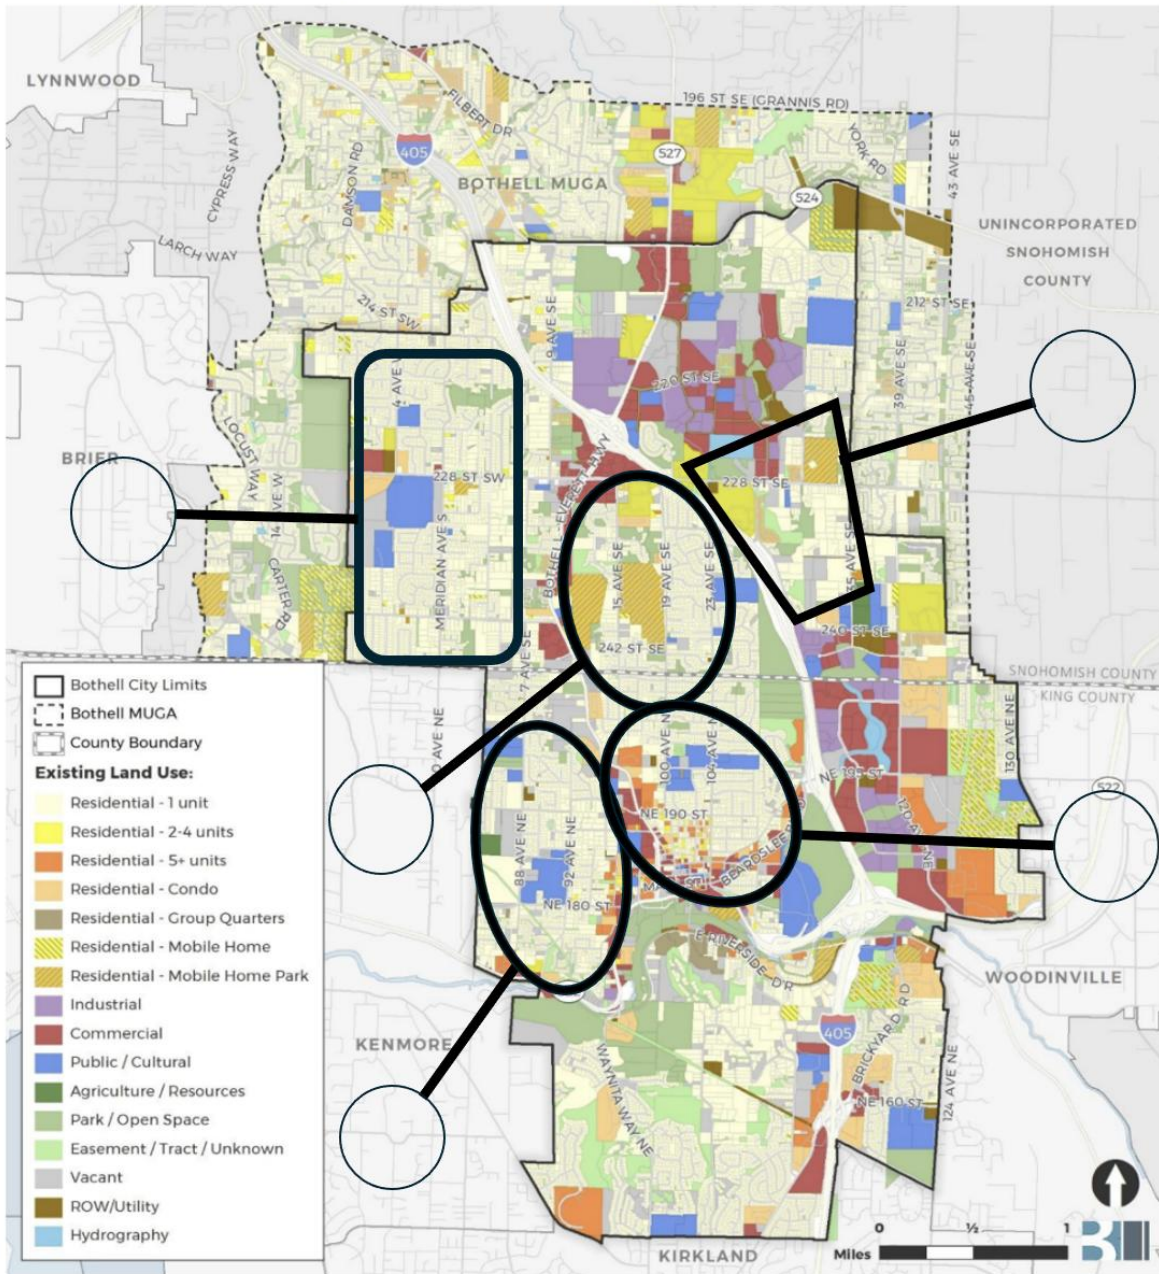 LYNNWOOD
196 ST SE (GRANNIS RD)
FILBERT DR
YORK RD
43 AVE SE
405
527
CYPRESS WAY
DAMSON RD
BOTHELL MUGA
524
UNINCORPORATED
SNOHOMISH
COUNTY
LARCH WAY
214 ST SW
9 AVE SE
212 ST SE
39 AVE SE
45 AVE SE
220 ST SE
4 AVE W
LOCUST WAY
BRIER
14 AVE W
228 ST SW
BOTHELL - EVERETT HWY
228 ST SE
MERIDIAN AVE S
15 AVE SE
19 AVE SE
23 AVE SE
35 AVE SE
CARTER RD
240 ST SE
242 ST SE
7 AVE SE
SNOHOMISH COUNTY
KING COUNTY
Bothell City Limits
Bothell MUGA
County Boundary
Existing Land Use:
Residential - 1 unit
Residential - 2-4 units
Residential - 5+ units
Residential - Condo
Residential - Group Quarters
Residential - Mobile Home
Residential - Mobile Home Park
Industrial
Commercial
Public / Cultural
Agriculture / Resources
Park / Open Space
Easement / Tract / Unknown
Vacant
ROW/Utility
Hydrography
0 AVE NE
100 AVE NE
104 AVE NE
130 AVE NE
NE 195 ST
522
NE 190 ST
120 AVE NE
88 AVE NE
92 AVE NE
BEARDSLEE B
MAIN ST
NE 180 ST
E RIVERSIDE DR
WOODINVILLE
KENMORE
405
BRICKYARD RD
WAYNITA WAY NE
NE 160 ST
124 AVE NE
0
½
1
Miles
KIRKLAND